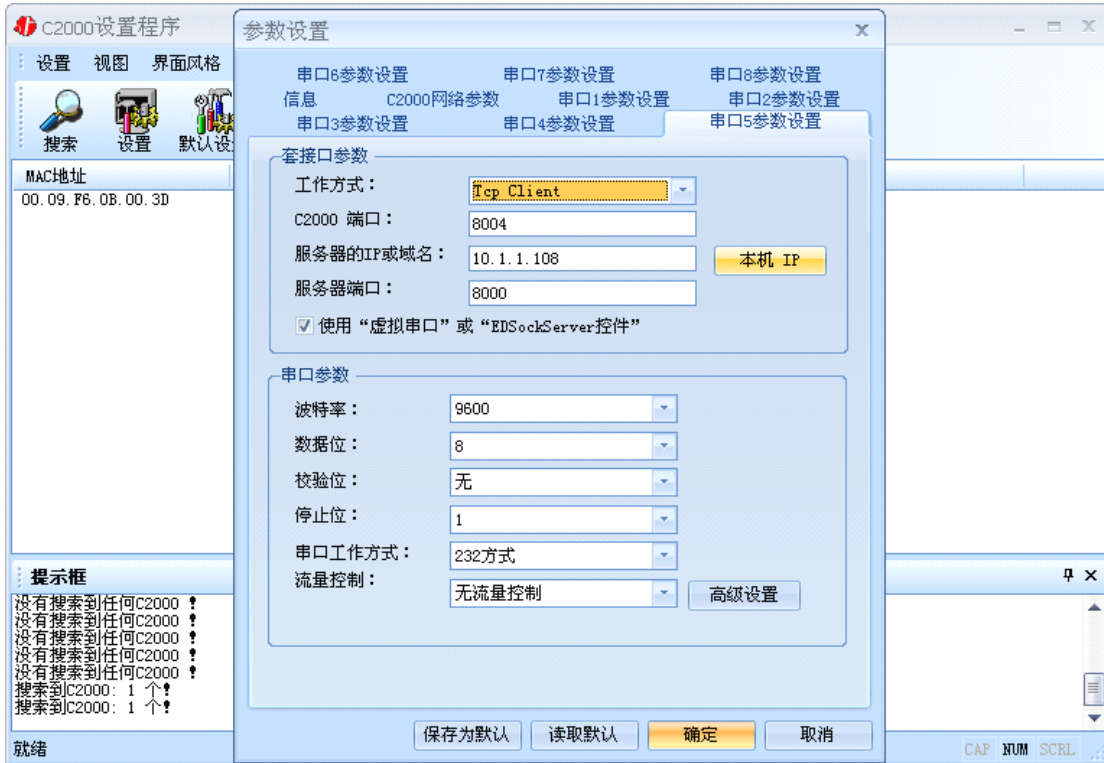 C2000设置程序
设置 视图 界面风格
搜索 设置 默认设
MAC地址
00.09.F6.0B.00.3D
参数设置
串口6参数设置 串口7参数设置 串口8参数设置
信息 C2000网络参数 串口1参数设置 串口2参数设置
串口3参数设置 串口4参数设置 串口5参数设置
套接口参数
工作方式： Tcp Client
C2000 端口： 8004
服务器的IP或域名： 10.1.1.108 本机 IP
服务器端口： 8000
使用“虚拟串口”或“EDSockServer控件”
串口参数
波特率： 9600
数据位： 8
校验位： 无
停止位： 1
串口工作方式： 232方式
流量控制： 无流量控制 高级设置
保存为默认 读取默认 确定 取消
提示框
没有搜索到任何C2000 !
没有搜索到任何C2000 !
没有搜索到任何C2000 !
没有搜索到任何C2000 !
没有搜索到任何C2000 !
搜索到C2000: 1 个!
搜索到C2000: 1 个!
就绪
CAP NUM SCRL